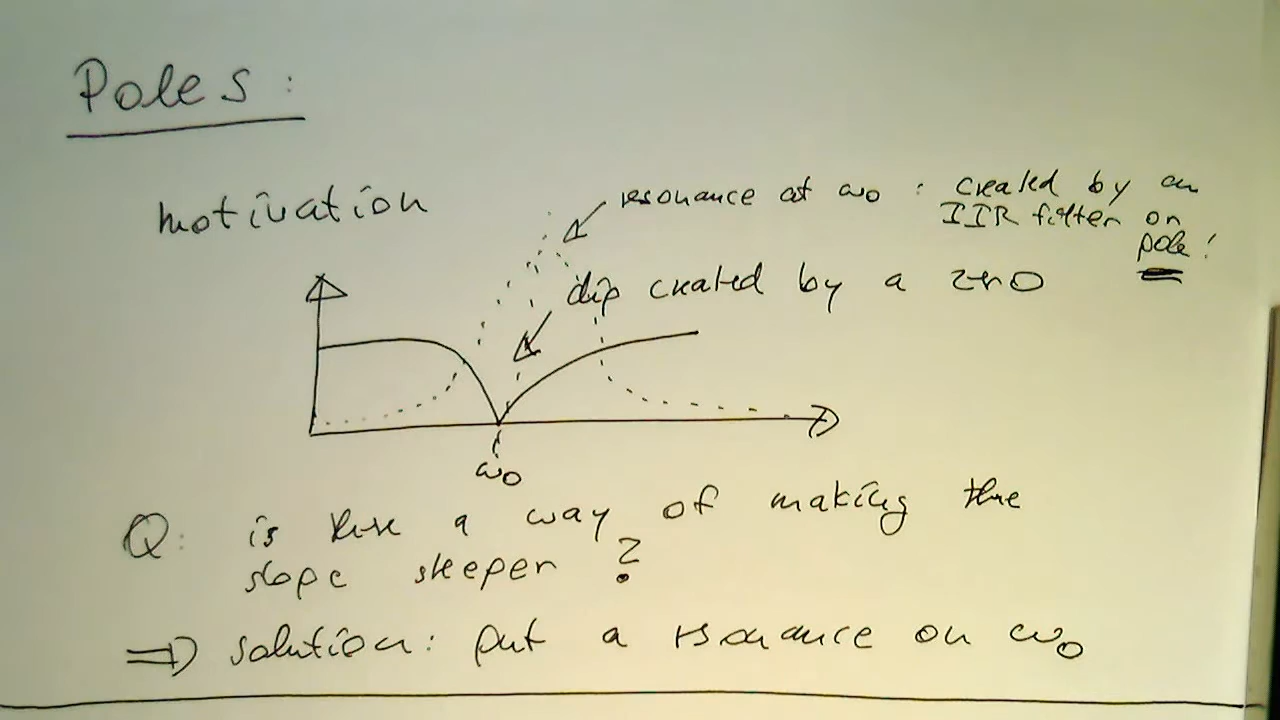 Poles:
motivation
resonance at ω0 : created by an
IIR filter on
pole!
dip created by a zero
ω0
Q: is there a way of making the
slope steeper ?
⇒ solution: put a resonance on ω0